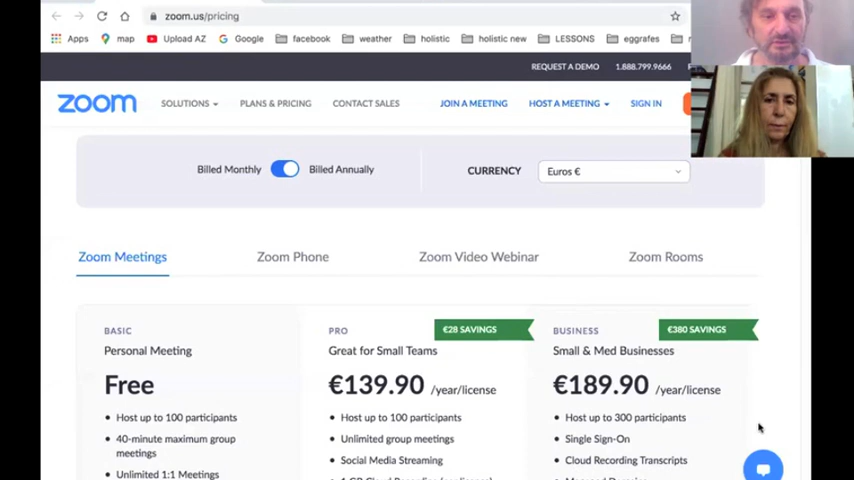 zoom.us/pricing
Apps map Upload AZ Google facebook weather holistic holistic new LESSONS eggrafes
REQUEST A DEMO 1.888.799.9666
zoom SOLUTIONS PLANS & PRICING CONTACT SALES JOIN A MEETING HOST A MEETING SIGN IN
Billed Monthly Billed Annually CURRENCY Euros €
Zoom Meetings Zoom Phone Zoom Video Webinar Zoom Rooms
BASIC
Personal Meeting
Free
• Host up to 100 participants
• 40-minute maximum group
meetings
• Unlimited 1:1 Meetings
PRO
€28 SAVINGS
Great for Small Teams
€139.90 /year/license
• Host up to 100 participants
• Unlimited group meetings
• Social Media Streaming
BUSINESS
€380 SAVINGS
Small & Med Businesses
€189.90 /year/license
• Host up to 300 participants
• Single Sign-On
• Cloud Recording Transcripts